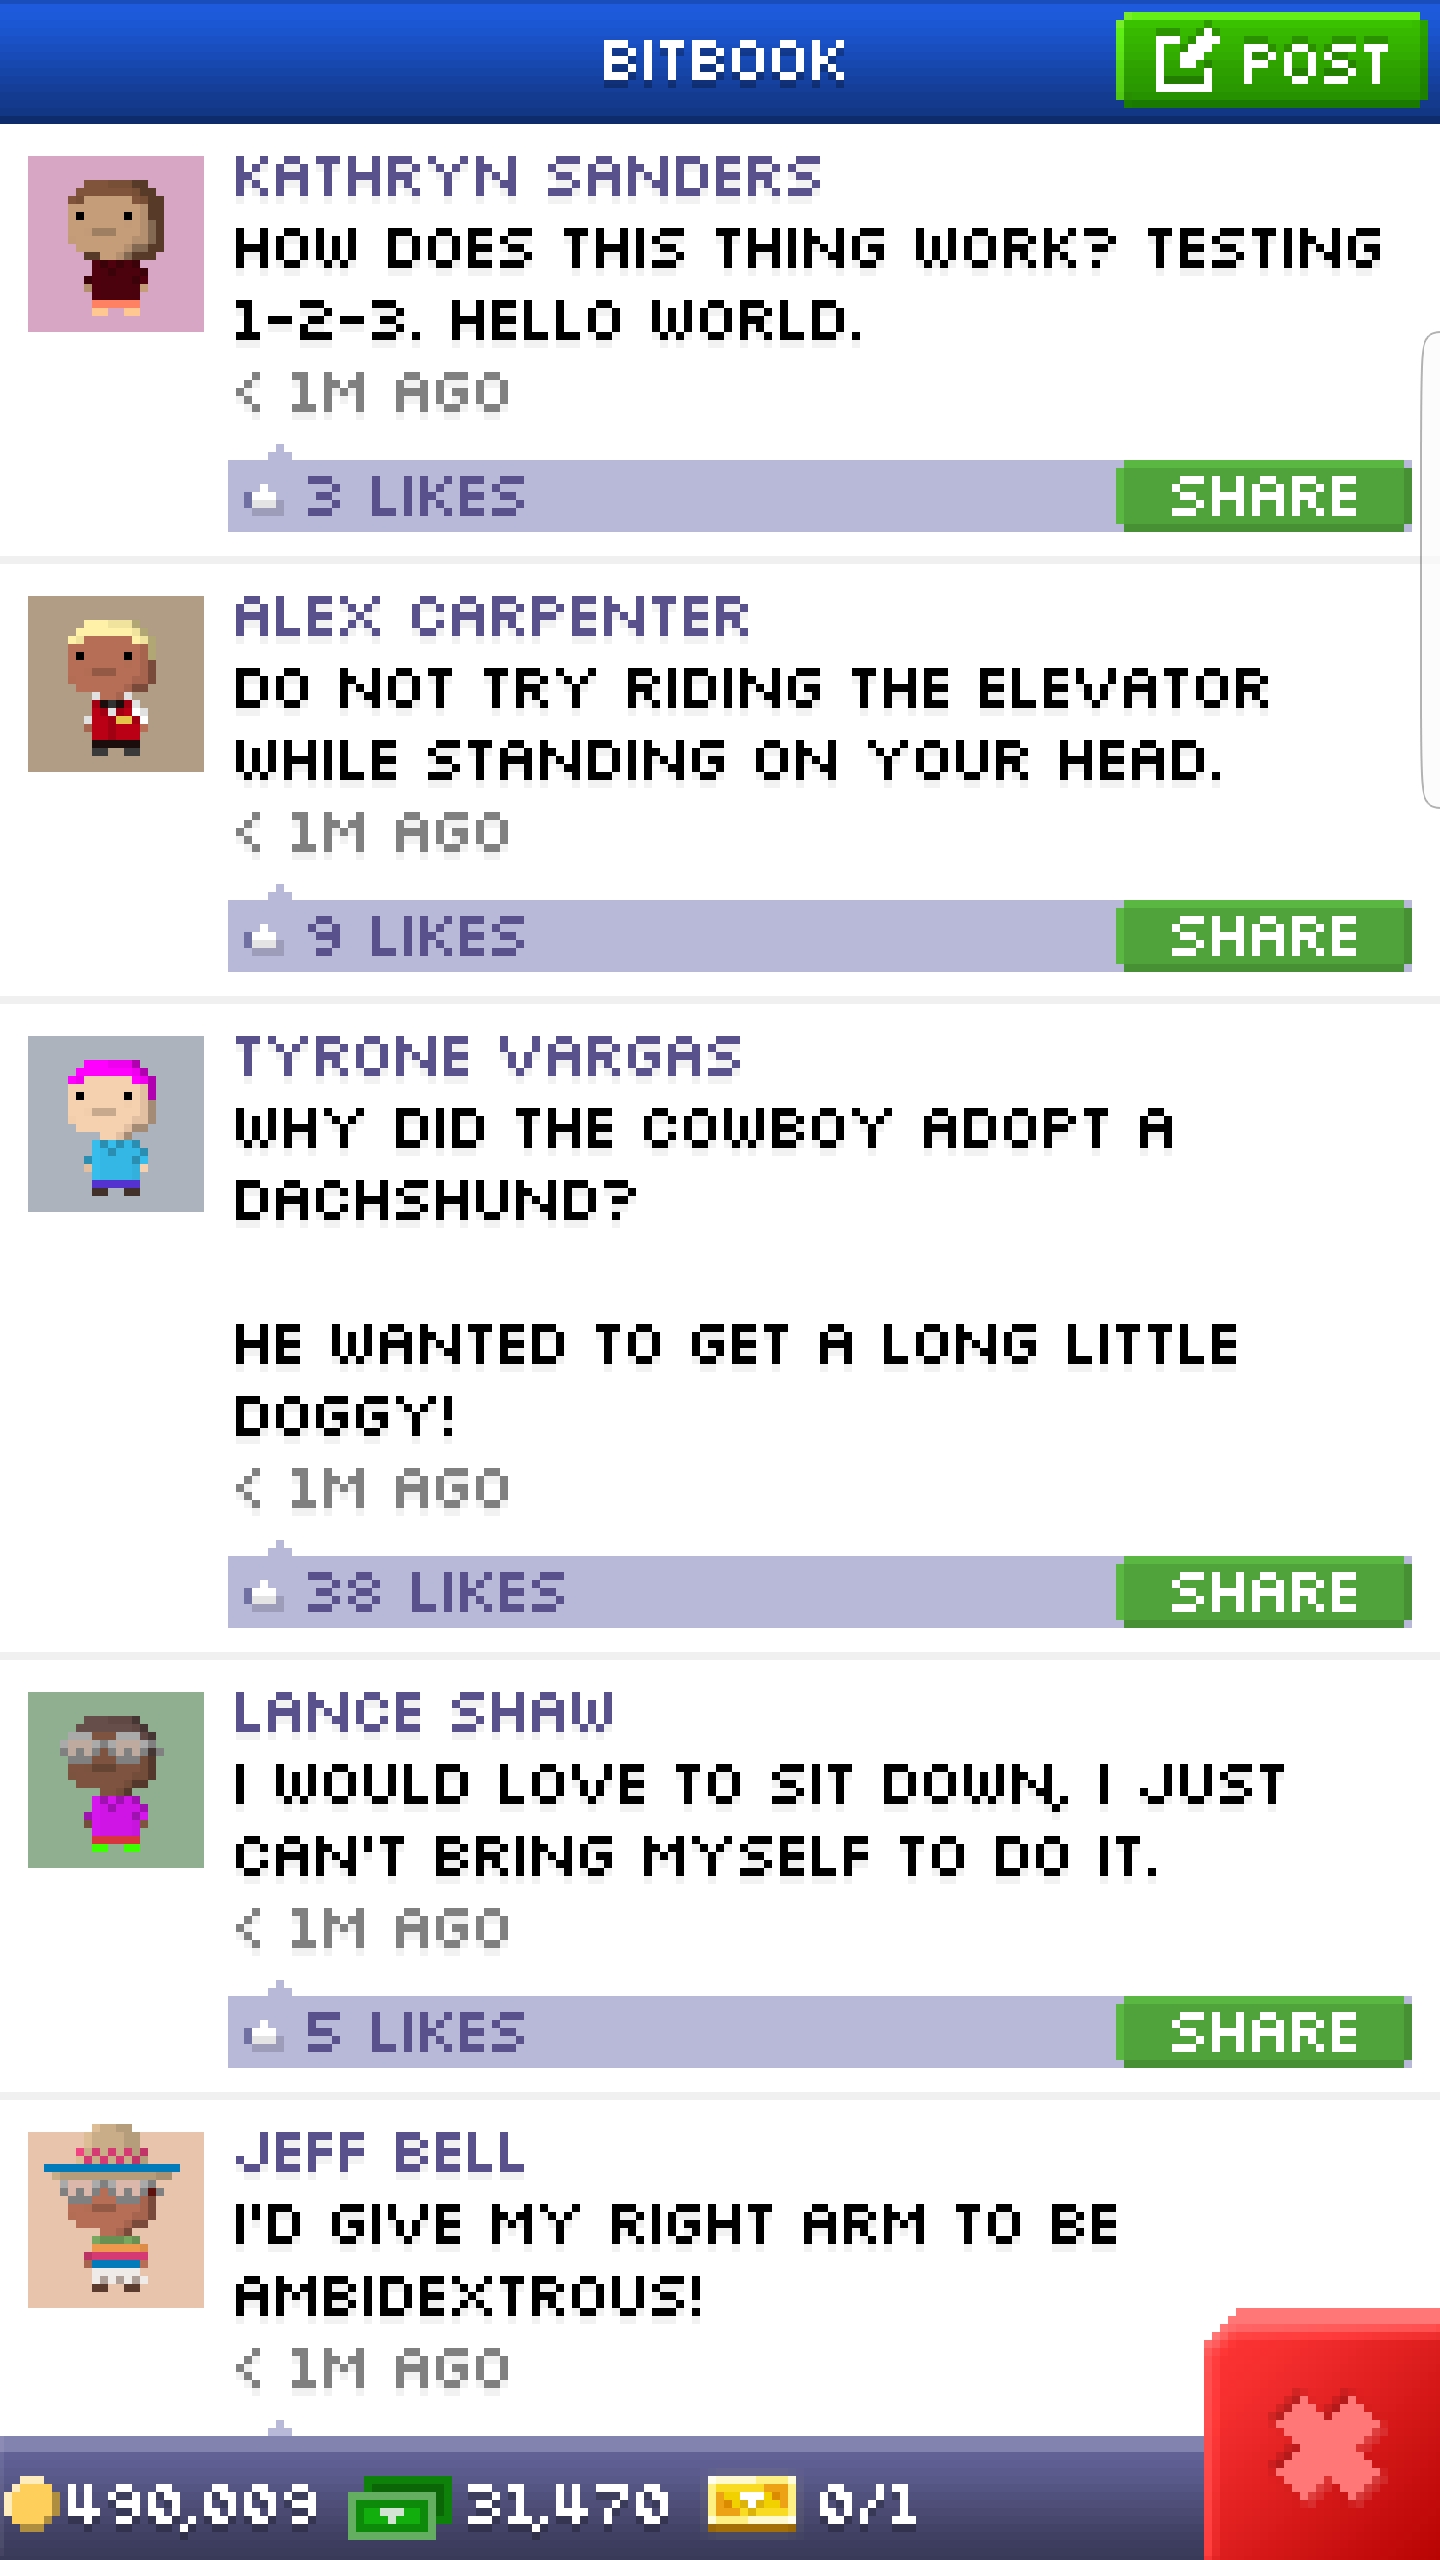 BITBOOK
POST
KATHRYN SANDERS
HOW DOES THIS THING WORK? TESTING
1-2-3. HELLO WORLD.
< 1M AGO
3 LIKES
SHARE
ALEX CARPENTER
DO NOT TRY RIDING THE ELEVATOR
WHILE STANDING ON YOUR HEAD.
< 1M AGO
9 LIKES
SHARE
TYRONE VARGAS
WHY DID THE COWBOY ADOPT A
DACHSHUND?
HE WANTED TO GET A LONG LITTLE
DOGGY!
< 1M AGO
38 LIKES
SHARE
LANCE SHAW
I WOULD LOVE TO SIT DOWN, I JUST
CAN'T BRING MYSELF TO DO IT.
< 1M AGO
5 LIKES
SHARE
JEFF BELL
I'D GIVE MY RIGHT ARM TO BE
AMBIDEXTROUS!
< 1M AGO
490,009 31,470 0/1